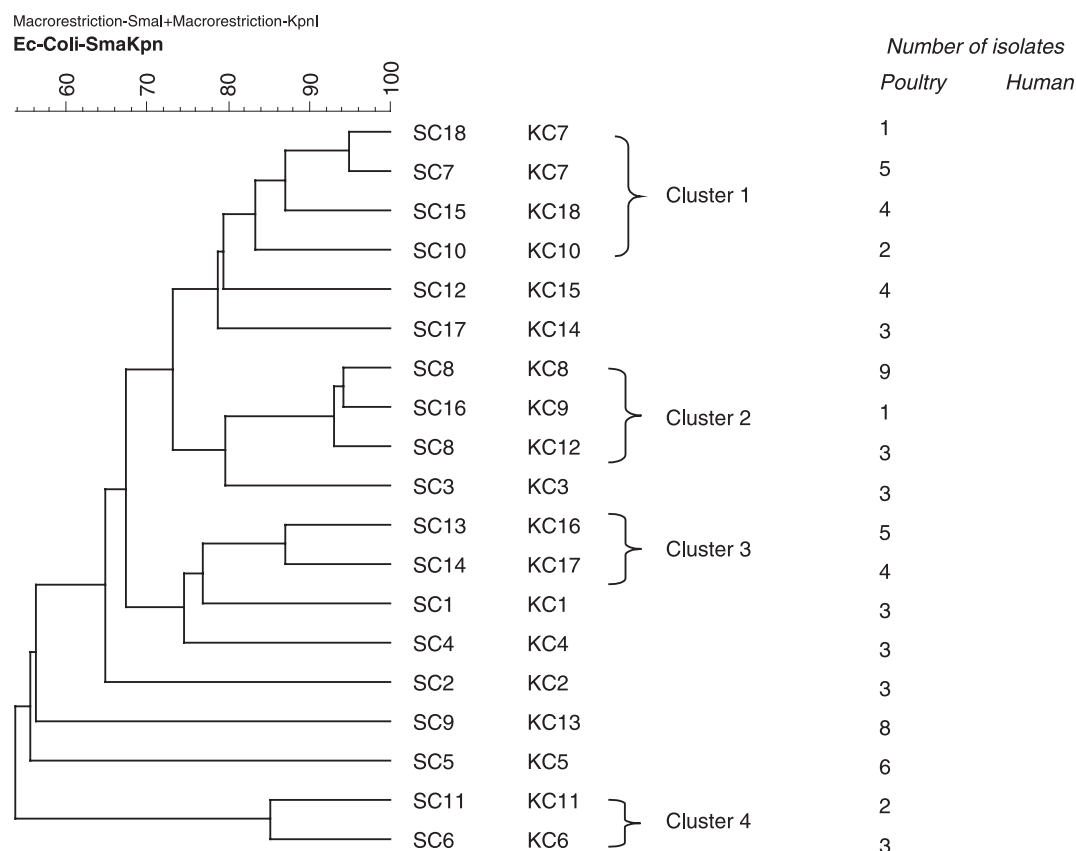 Macrorestriction-SmaI+Macrorestriction-KpnI
Ec-Coli-SmaKpn
Number of isolates
60 70 80 90 100
Poultry Human
SC18 KC7 1
SC7 KC7 5
Cluster 1
SC15 KC18 4
SC10 KC10 2
SC12 KC15 4
SC17 KC14 3
SC8 KC8 9
SC16 KC9 1
Cluster 2
SC8 KC12 3
SC3 KC3 3
SC13 KC16 5
Cluster 3
SC14 KC17 4
SC1 KC1 3
SC4 KC4 3
SC2 KC2 3
SC9 KC13 8
SC5 KC5 6
SC11 KC11 2
Cluster 4
SC6 KC6 3